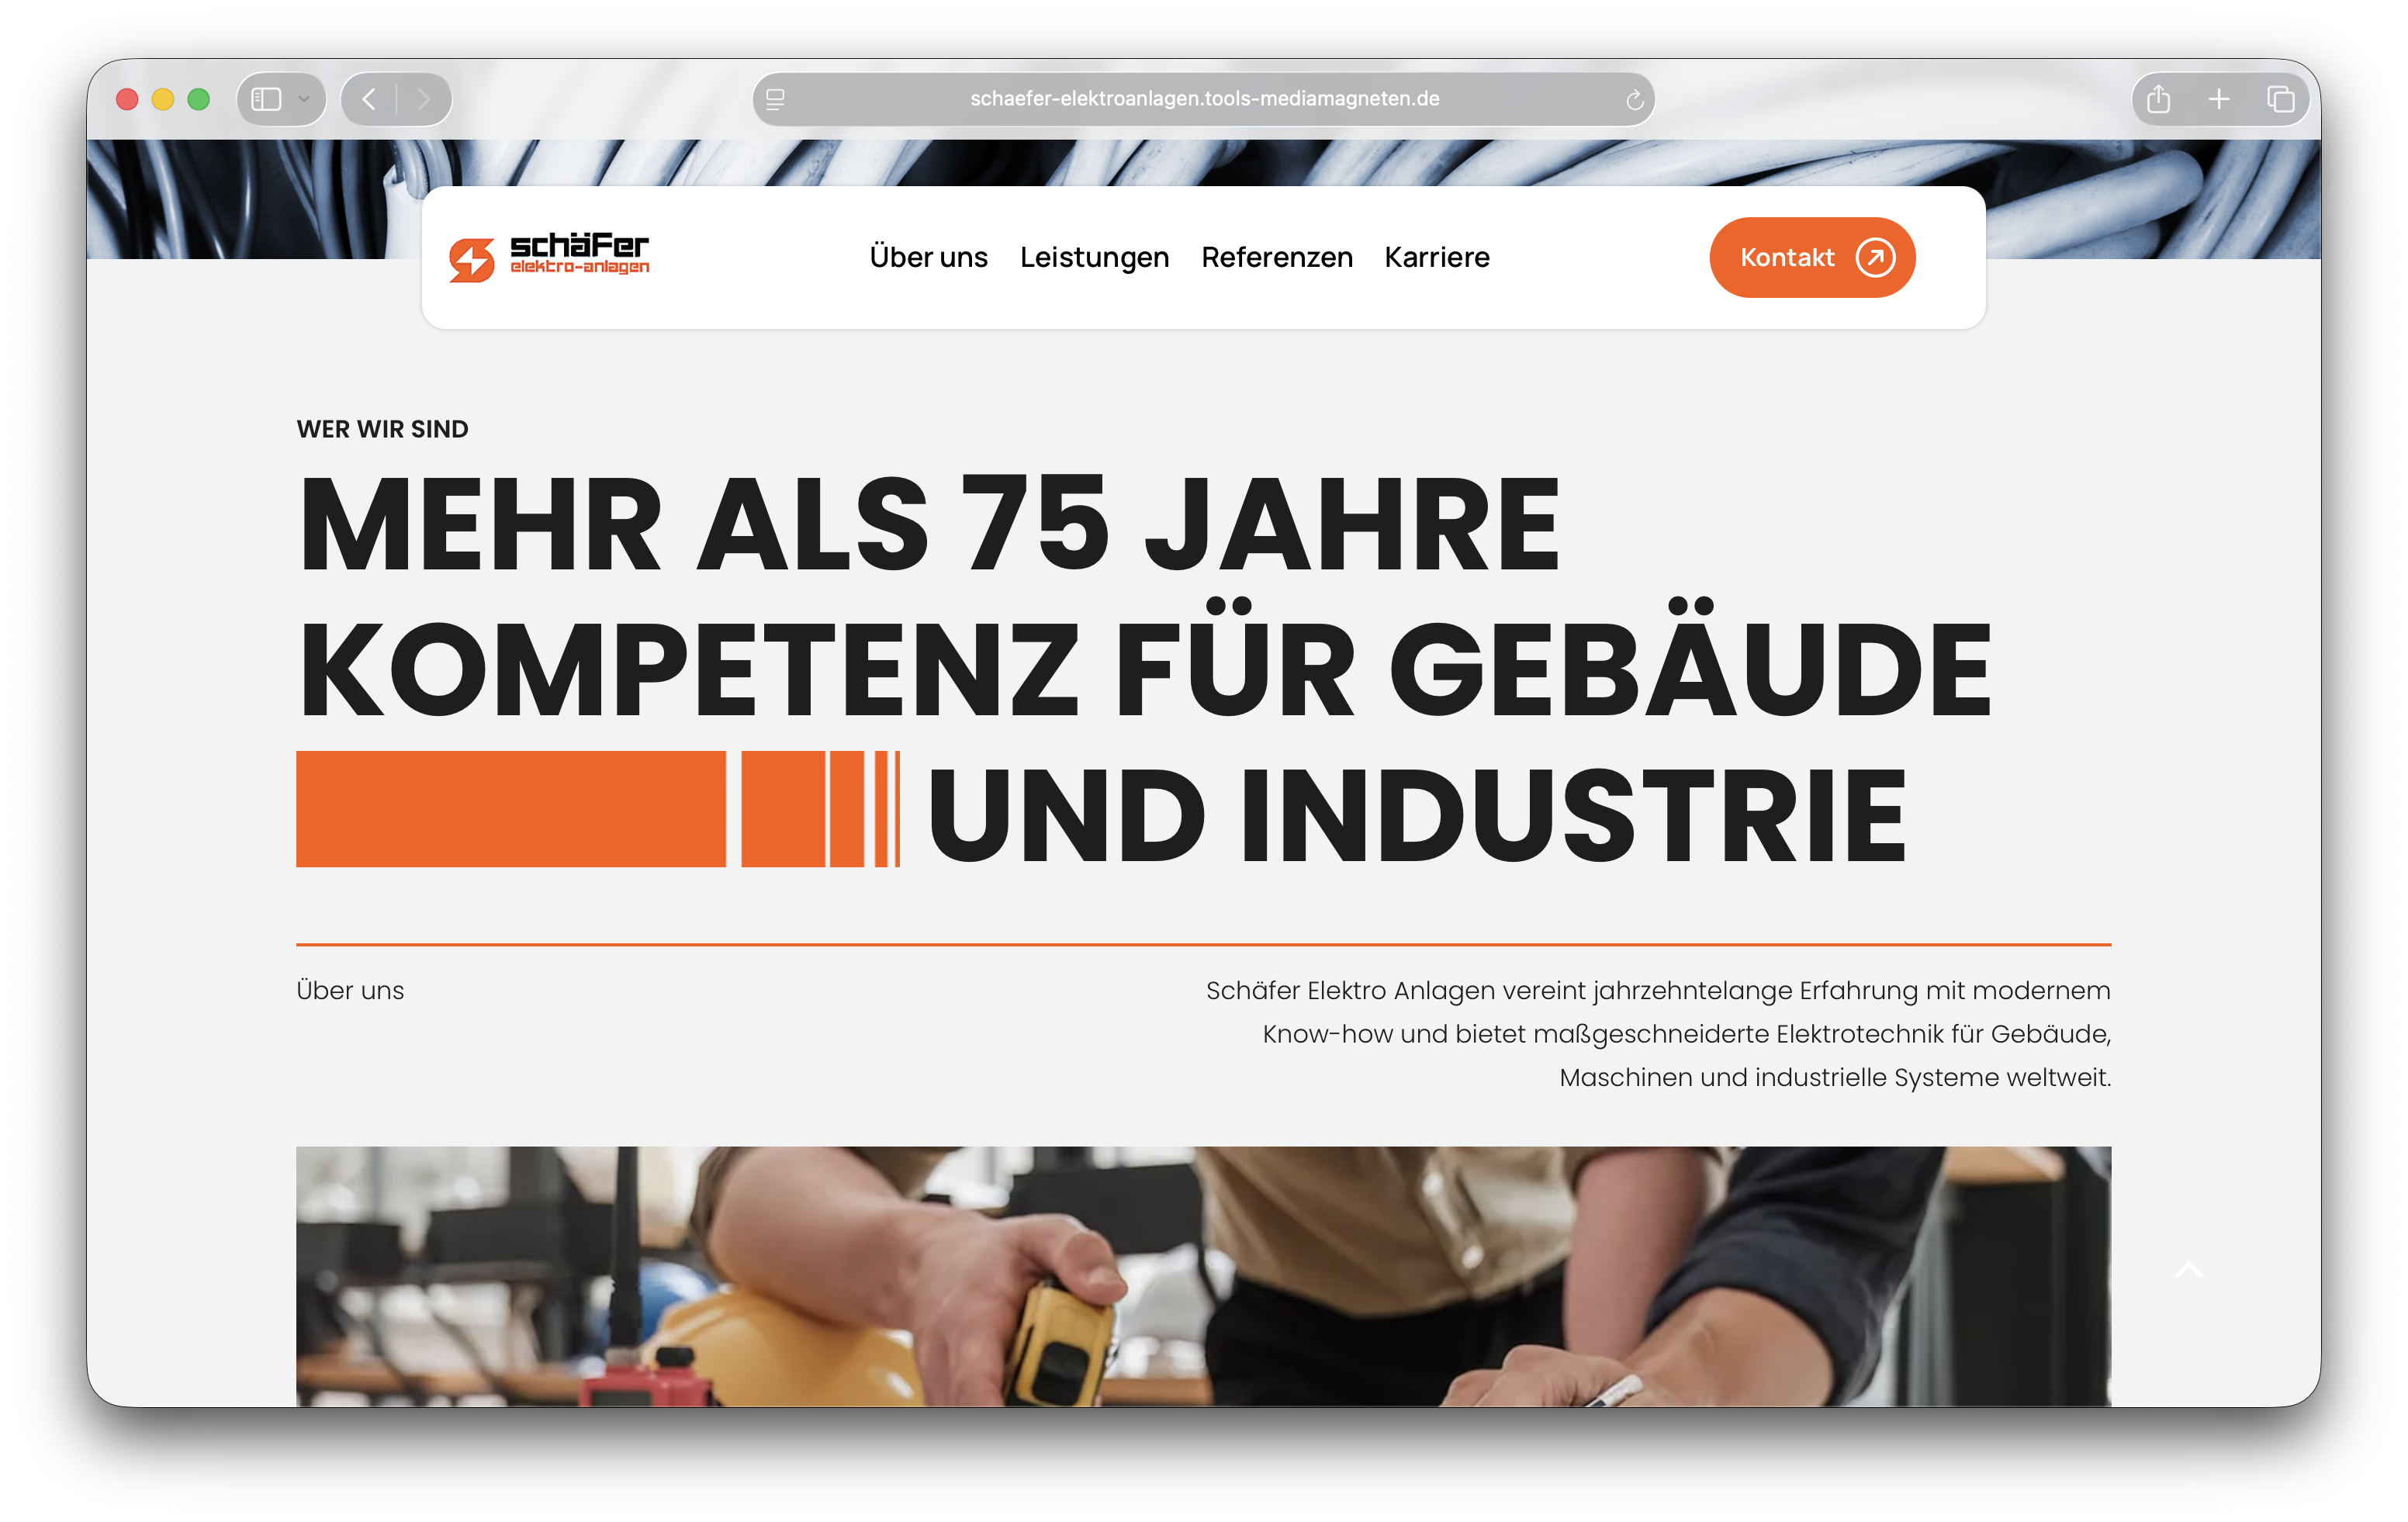 schaefer-elektroanlagen.tools-mediamagneten.de
schäfer
elektro-anlagen
Über uns Leistungen Referenzen Karriere
Kontakt
WER WIR SIND
MEHR ALS 75 JAHRE
KOMPETENZ FÜR GEBÄUDE
UND INDUSTRIE
Über uns
Schäfer Elektro Anlagen vereint jahrzehntelange Erfahrung mit modernem
Know-how und bietet maßgeschneiderte Elektrotechnik für Gebäude,
Maschinen und industrielle Systeme weltweit.